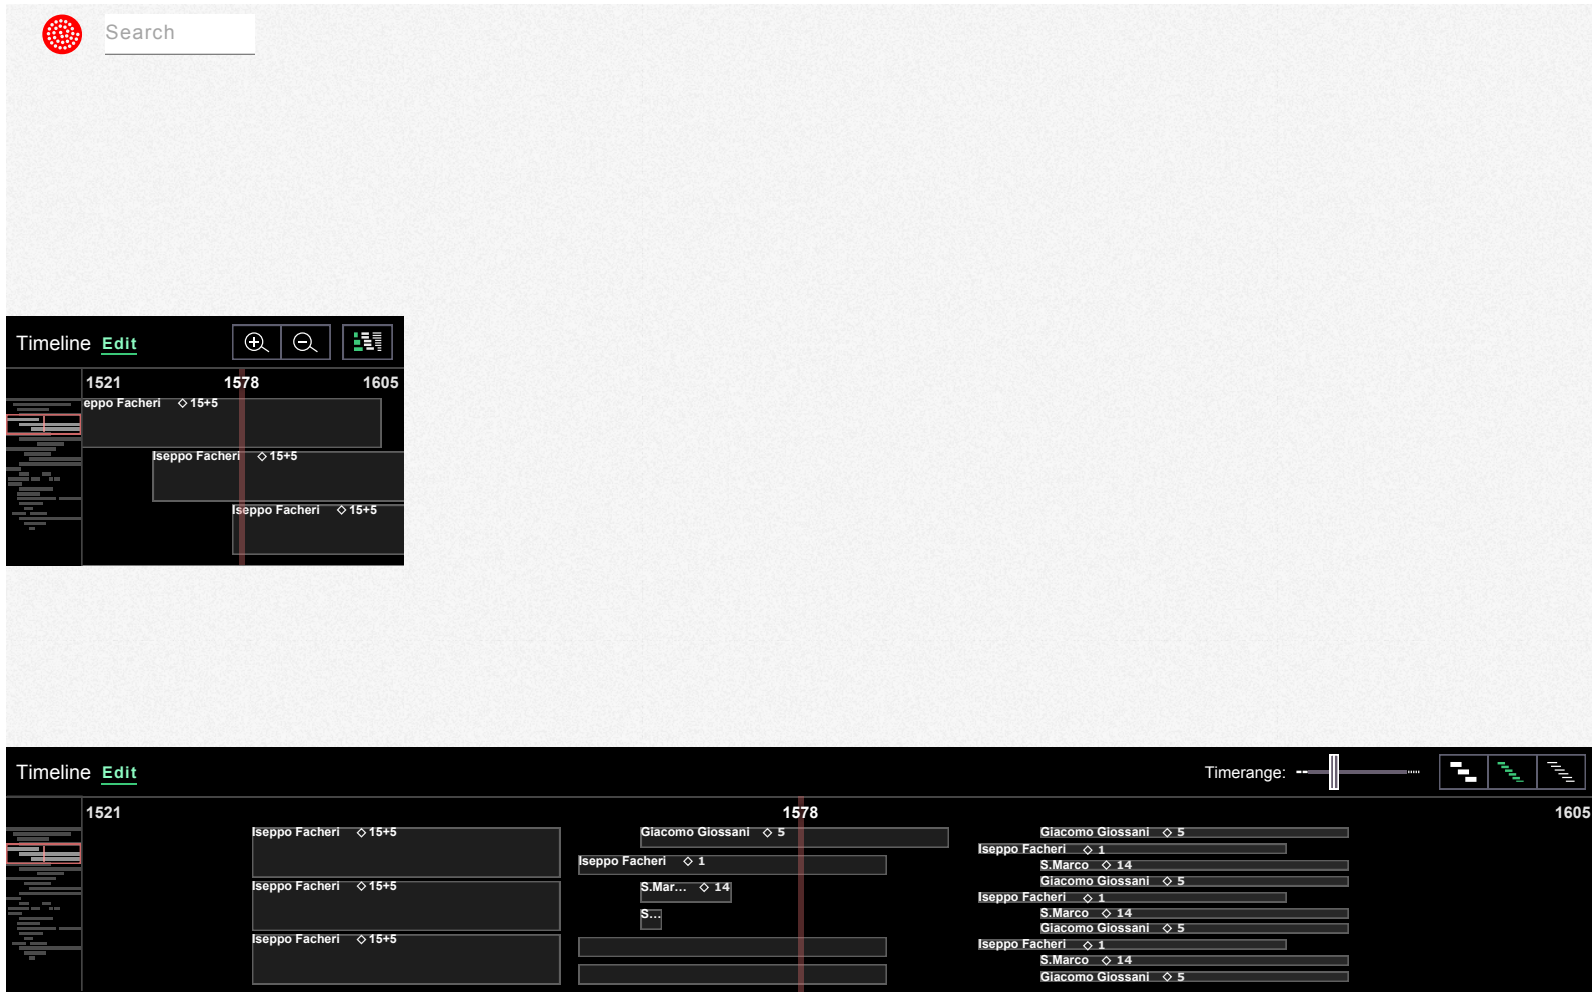 Search
Timeline Edit
1521 1578 1605
eppo Facheri ◇ 15+5
Iseppo Facheri ◇ 15+5
Iseppo Facheri ◇ 15+5
Timeline Edit Timerange:
1521 1578 1605
Iseppo Facheri ◇ 15+5
Iseppo Facheri ◇ 15+5
Iseppo Facheri ◇ 15+5
Giacomo Giossani ◇ 5
Iseppo Facheri ◇ 1
S.Mar... ◇ 14
S...
Giacomo Giossani ◇ 5
Iseppo Facheri ◇ 1
S.Marco ◇ 14
Giacomo Giossani ◇ 5
Iseppo Facheri ◇ 1
S.Marco ◇ 14
Giacomo Giossani ◇ 5
Iseppo Facheri ◇ 1
S.Marco ◇ 14
Giacomo Giossani ◇ 5